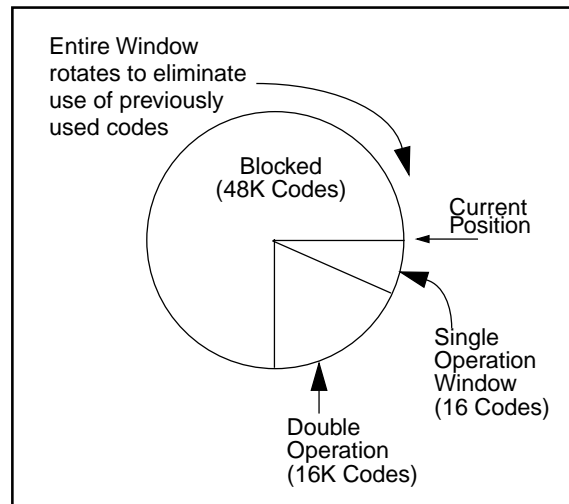 Entire Window
rotates to eliminate
use of previously
used codes
Blocked
(48K Codes)
Current
Position
Single
Operation
Window
(16 Codes)
Double
Operation
(16K Codes)